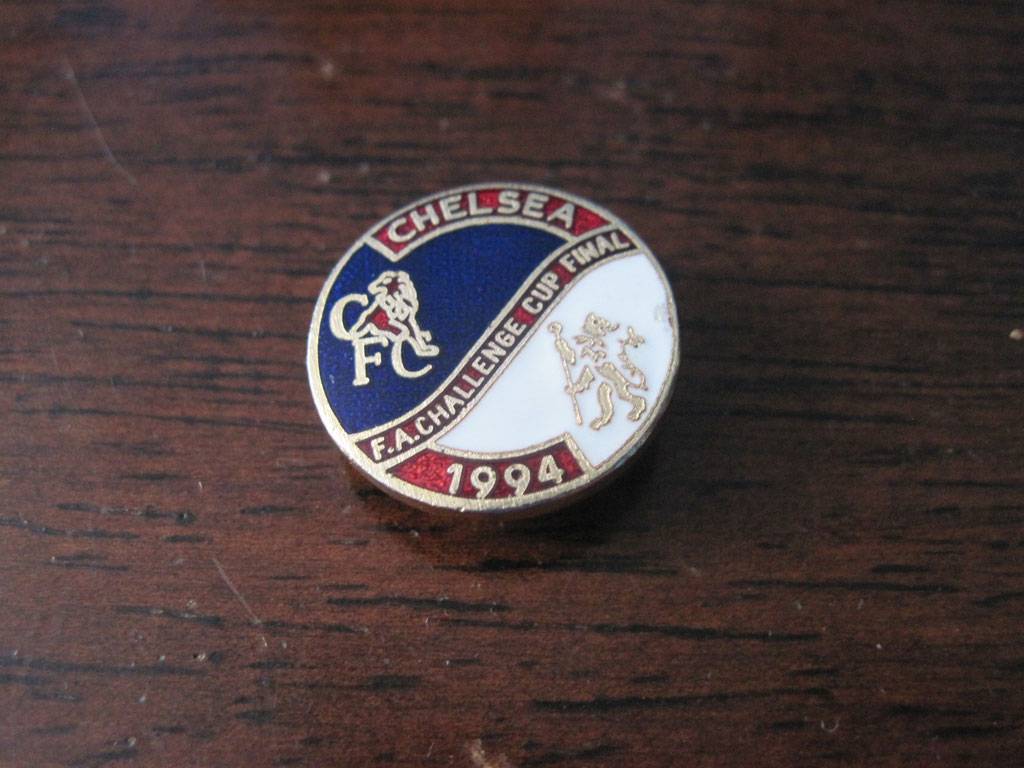 CHELSEA
CFC
F.A.CHALLENGE CUP FINAL
1994